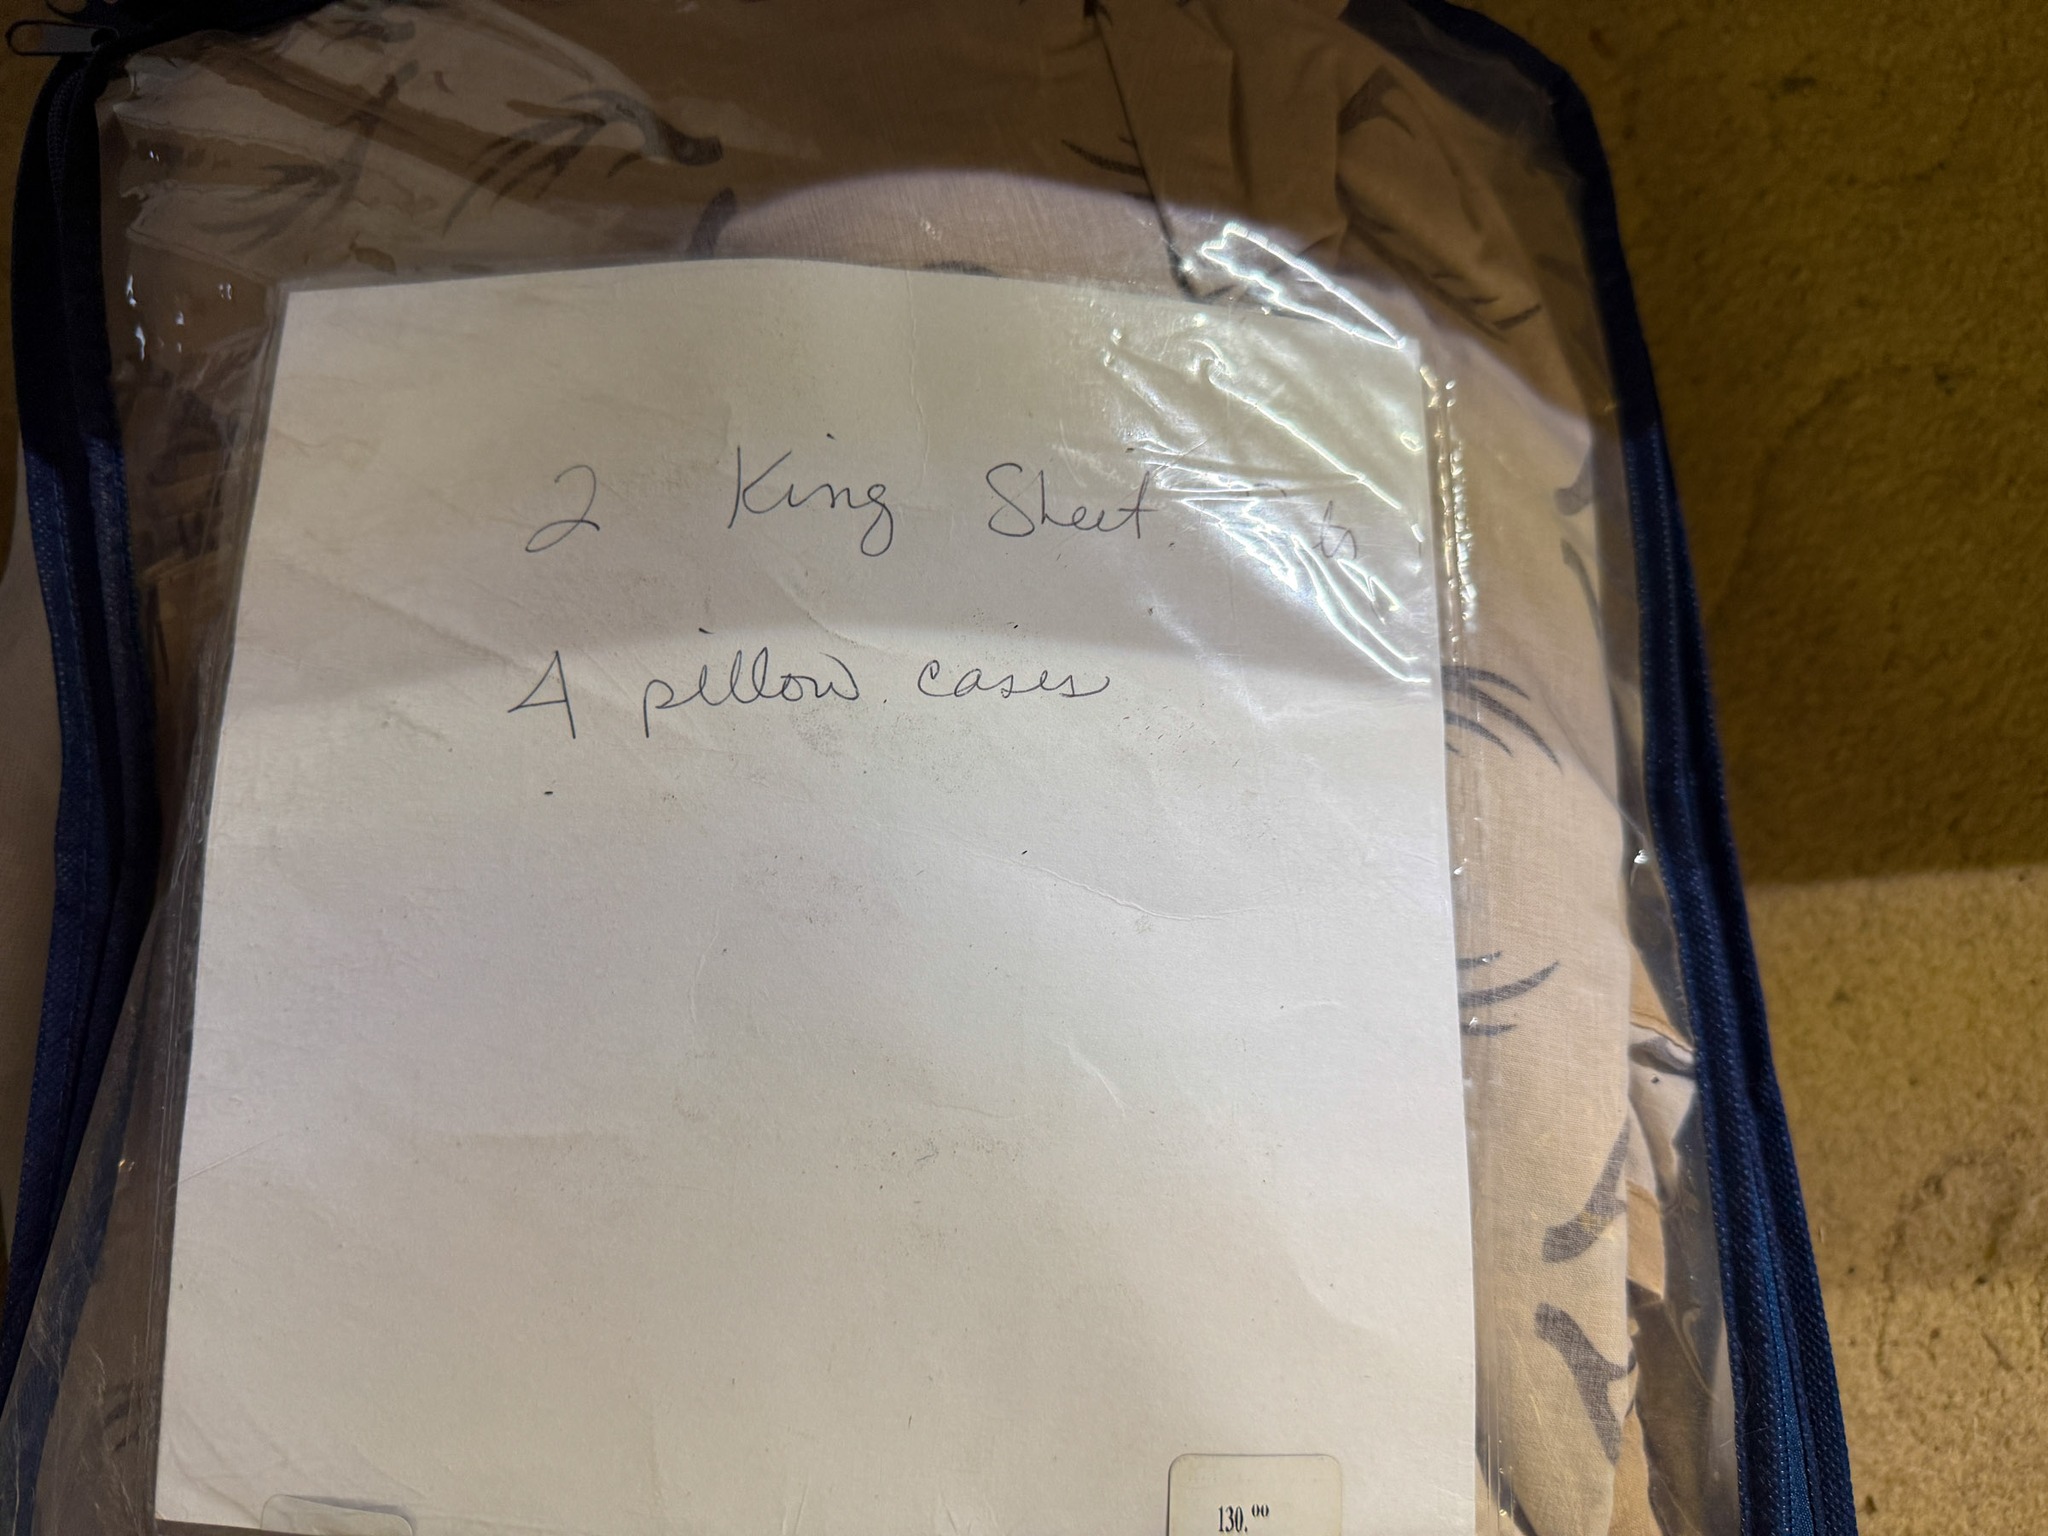 2 King Sheet
4 pillow cases
130.00